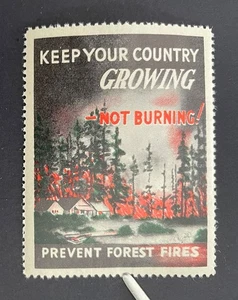 KEEP YOUR COUNTRY
GROWING
— NOT BURNING!
PREVENT FOREST FIRES